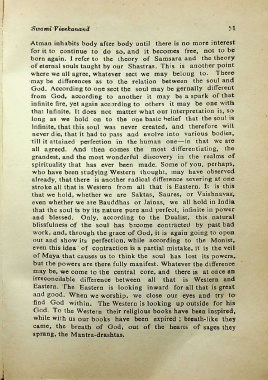 Swami Vivekanand 51
Atman inhabits body after body until there is no more interest
for it to continue to do so, and it becomes free, not to be
born again. I refer to the theory of Samsara and the theory
of eternal souls taught by our Shastras. This is another point
where we all agree, whatever sect we may belong to. There
may be differences as to the relation between the soul and
God. According to one sect the soul may be gernally different
from God, according to another it may be a spark of that
infinite fire, yet again according to others it may be one with
that Infinite. It does not matter what our interpretation is, so
long as we hold on to the one basic belief that the soul is
infinite, that this soul was never created, and therefore will
never die, that it had to pass and evolve into various bodies,
till it attained perfection in the human one—in that we are
all agreed. And then comes the most differentiating, the
grandest, and the most wonderful discovery in the realms of
spirituality that has ever been made. Some of you, perhaps,
who have been studying Western thought, may have observed
already, that there is another radical difference severing at one
stroke all that is Western from all that is Eastern. It is this
that we hold, whether we are Saktas, Saures, or Vaishnavas,
even whether we are Bauddhas or Jainas, we all hold in India
that the soul is by its nature pure and perfect, infinite in power
and blessed. Only, according to the Dualist, this natural
blissfulness of the soul has become contracted by past bad
work, and, through the grace of God, it is again going to open
out and show its perfection, while according to the Monist,
even this idea of contraction is a partial mistake, it is the veil
of Maya that causes us to think the soul has lost its powers,
but the powers are there fully manifest. Whatever the difference
may be, we come to the central core, and there is at once an
irreconcilable difference between all that is Western and
Eastern. The Eastern is looking inward for all that is great
and good. When we worship, we close our eyes and try to
find God within. The Western is looking up outside for his
God. To the Western their religious books have been inspired,
while with us our books have been expired; breath-like they
came, the breath of God, out of the hearts of sages they
sprang, the Mantra-drashtas.